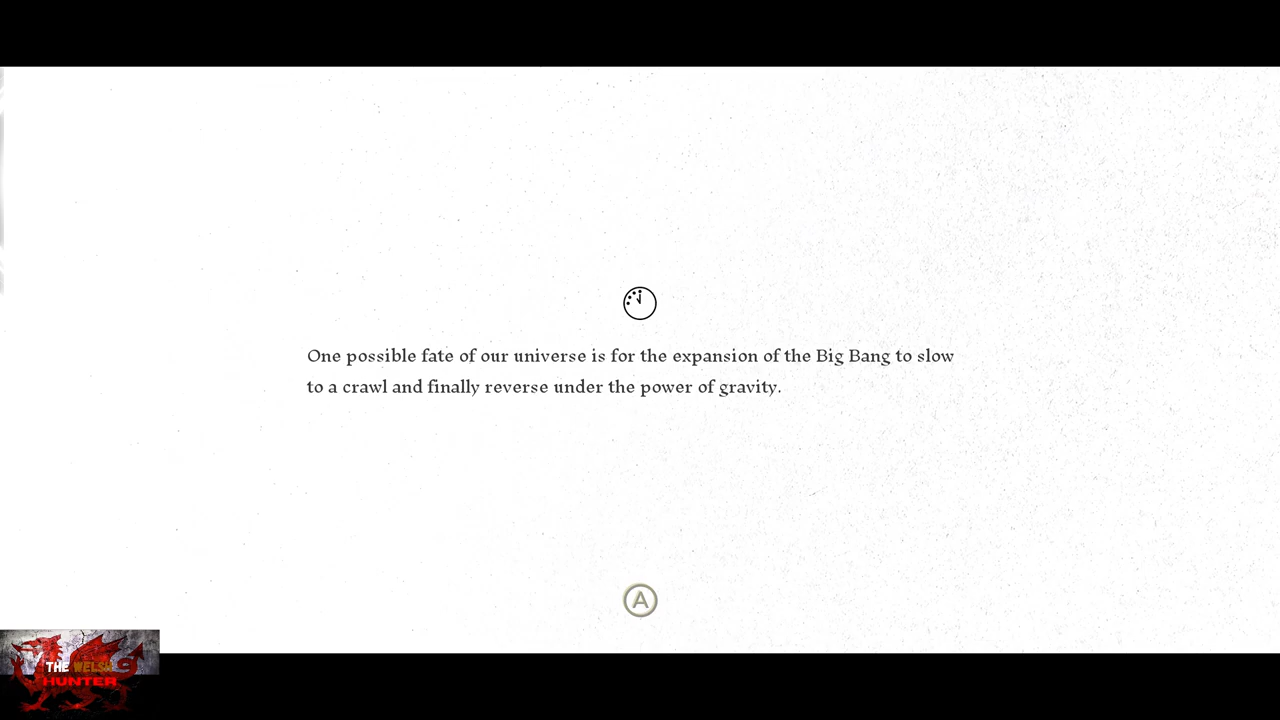 One possible fate of our universe is for the expansion of the Big Bang to slow
to a crawl and finally reverse under the power of gravity.
A
THE WELSH
HUNTER